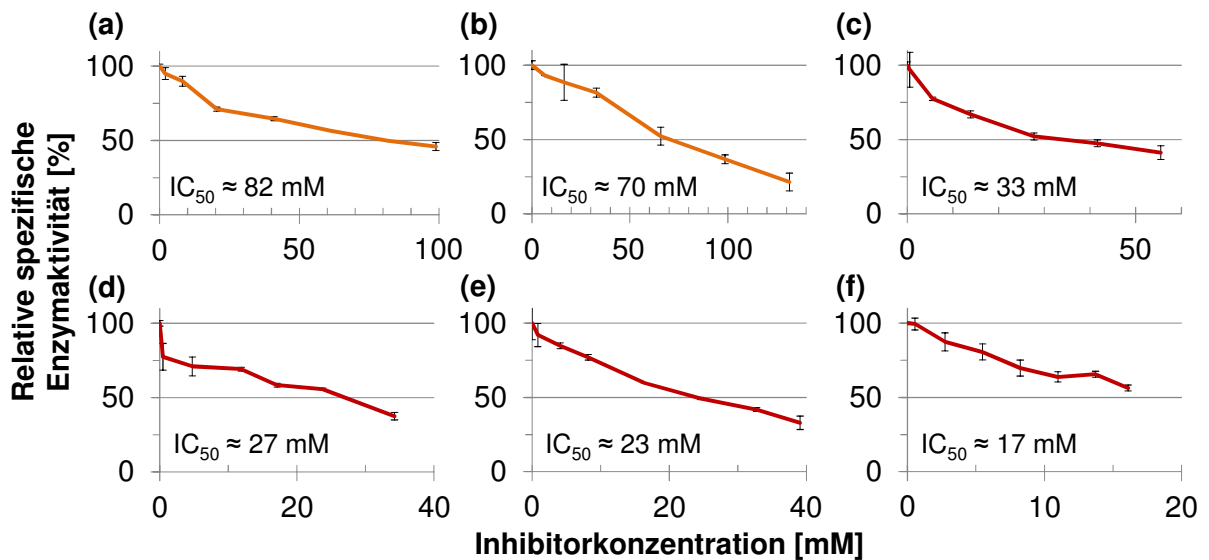 (a) (b) (c)
100 100 100
50 50 50
IC50 ≈ 82 mM IC50 ≈ 70 mM IC50 ≈ 33 mM
0 0 0
0 50 100 0 50 100 0 50
(d) (e) (f)
100 100 100
50 50 50
IC50 ≈ 27 mM IC50 ≈ 23 mM IC50 ≈ 17 mM
0 0 0
0 20 40 0 20 40 0 10 20
Relative spezifische
Enzymaktivität [%]
Inhibitorkonzentration [mM]